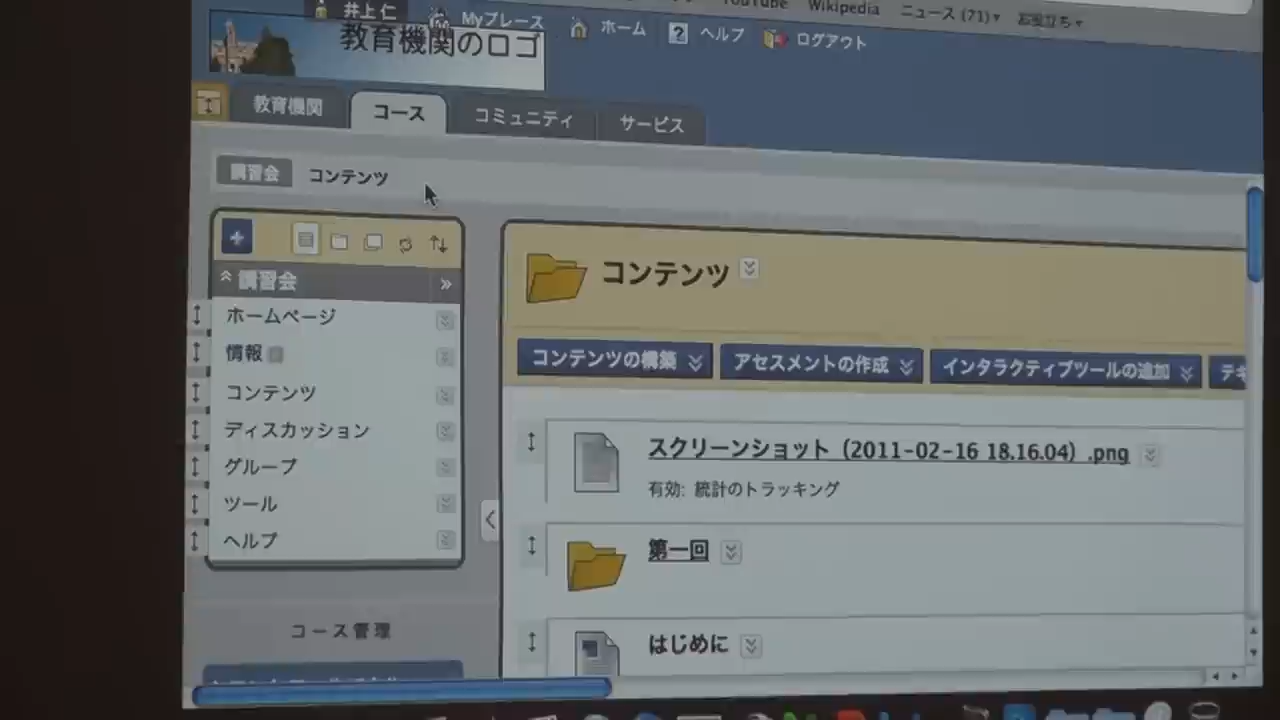 YouTube Wikipedia ニュース (71)▾ お役立ち▾
井上 仁 Myプレース ホーム ヘルプ ログアウト
教育機関のロゴ
教育機関 コース コミュニティ サービス
講習会 コンテンツ
講習会
ホームページ
情報
コンテンツ
ディスカッション
グループ
ツール
ヘルプ
コース管理
コンテンツ
コンテンツの構築 アセスメントの作成 インタラクティブツールの追加 テキ
スクリーンショット（2011-02-16 18.16.04）.png
有効: 統計のトラッキング
第一回
はじめに